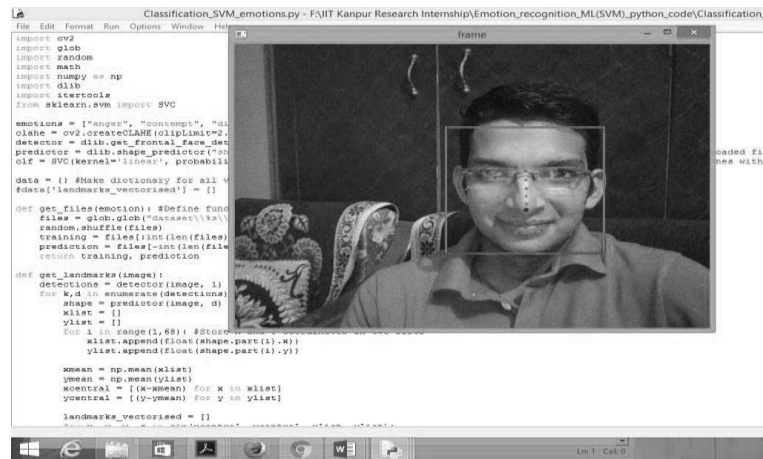 Classification_SVM_emotions.py - F:\IIT Kanpur Research Internship\Emotion_recognition_ML(SVM)_python_code\Classification_
File Edit Format Run Options Window Hel
frame
import cv2
import glob
import random
import math
import numpy as np
import dlib
import itertools
from sklearn.svm import SVC
emotions = ["anger", "contempt", "di
clahe = cv2.createCLAHE(clipLimit=2.
detector = dlib.get_frontal_face_det
predictor = dlib.shape_predictor("sh
oaded fi
clf = SVC(kernel='linear', probabili
nes with
data = {} #Make dictionary for all v
#data['landmarks_vectorised'] = []
def get_files(emotion): #Define func
files = glob.glob("dataset\\%s\\
random.shuffle(files)
training = files[:int(len(files
prediction = files[-int(len(file
return training, prediction
def get_landmarks(image):
detections = detector(image, 1)
for k,d in enumerate(detections)
shape = predictor(image, d)
xlist = []
ylist = []
for i in range(1,68): #Store X and Y coordinates in two lists
xlist.append(float(shape.part(i).x))
ylist.append(float(shape.part(i).y))
xmean = np.mean(xlist)
ymean = np.mean(ylist)
xcentral = [(x-xmean) for x in xlist]
ycentral = [(y-ymean) for y in ylist]
landmarks_vectorised = []
Ln: 1 Col: 0